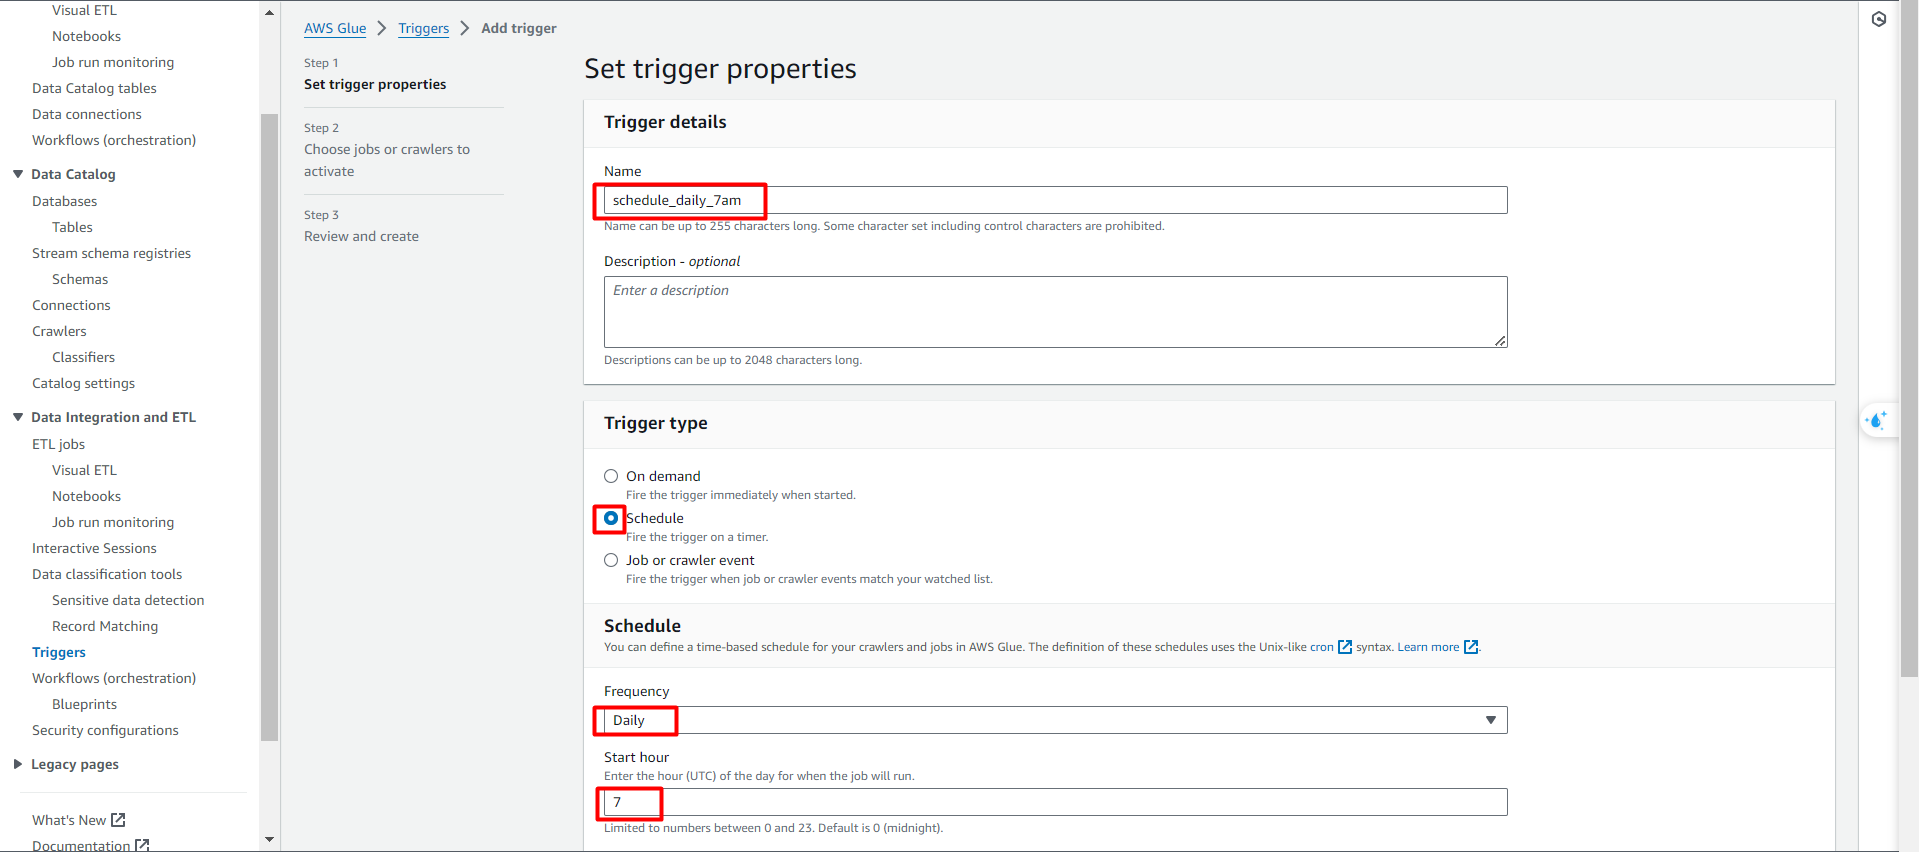 Visual ETL
Notebooks
Job run monitoring
Data Catalog tables
Data connections
Workflows (orchestration)
Data Catalog
Databases
Tables
Stream schema registries
Schemas
Connections
Crawlers
Classifiers
Catalog settings
Data Integration and ETL
ETL jobs
Visual ETL
Notebooks
Job run monitoring
Interactive Sessions
Data classification tools
Sensitive data detection
Record Matching
Triggers
Workflows (orchestration)
Blueprints
Security configurations
Legacy pages
What's New
Documentation
AWS Glue > Triggers > Add trigger
Step 1
Set trigger properties
Step 2
Choose jobs or crawlers to
activate
Step 3
Review and create
Set trigger properties
Trigger details
Name
schedule_daily_7am
Name can be up to 255 characters long. Some character set including control characters are prohibited.
Description - optional
Enter a description
Descriptions can be up to 2048 characters long.
Trigger type
On demand
Fire the trigger immediately when started.
Schedule
Fire the trigger on a timer.
Job or crawler event
Fire the trigger when job or crawler events match your watched list.
Schedule
You can define a time-based schedule for your crawlers and jobs in AWS Glue. The definition of these schedules uses the Unix-like cron syntax. Learn more .
Frequency
Daily
Start hour
Enter the hour (UTC) of the day for when the job will run.
7
Limited to numbers between 0 and 23. Default is 0 (midnight).